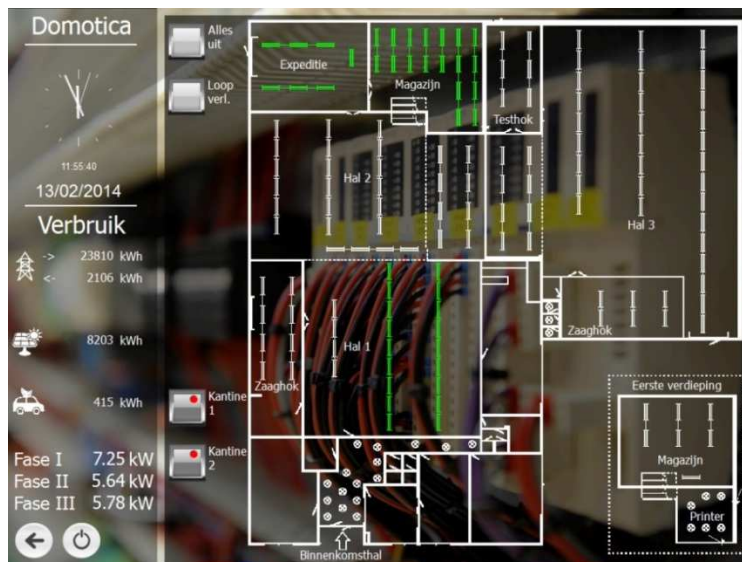 Domotica
11:55:40
13/02/2014
Verbruik
-> 23810 kWh
<- 2106 kWh
8203 kWh
415 kWh
Fase I 7.25 kW
Fase II 5.64 kW
Fase III 5.78 kW
Alles
uit
Loop
verl.
Kantine
1
Kantine
2
Expeditie
Magazijn
Testhok
Hal 2
Hal 3
Zaaghok
Hal 1
Zaaghok
Eerste verdieping
Magazijn
Printer
Binnenkomsthal